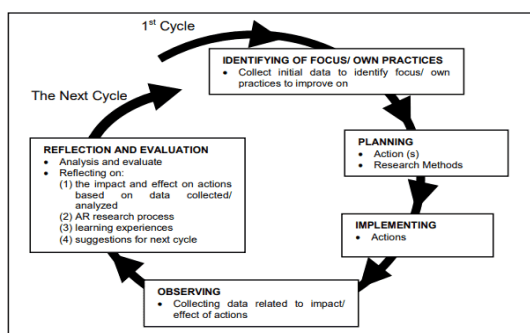 1st Cycle
IDENTIFYING OF FOCUS/ OWN PRACTICES
• Collect initial data to identify focus/ own
practices to improve on
The Next Cycle
PLANNING
• Action (s)
• Research Methods
REFLECTION AND EVALUATION
• Analysis and evaluate
• Reflecting on:
(1) the impact and effect on actions
based on data collected/
analyzed
(2) AR research process
(3) learning experiences
(4) suggestions for next cycle
IMPLEMENTING
• Actions
OBSERVING
• Collecting data related to impact/
effect of actions